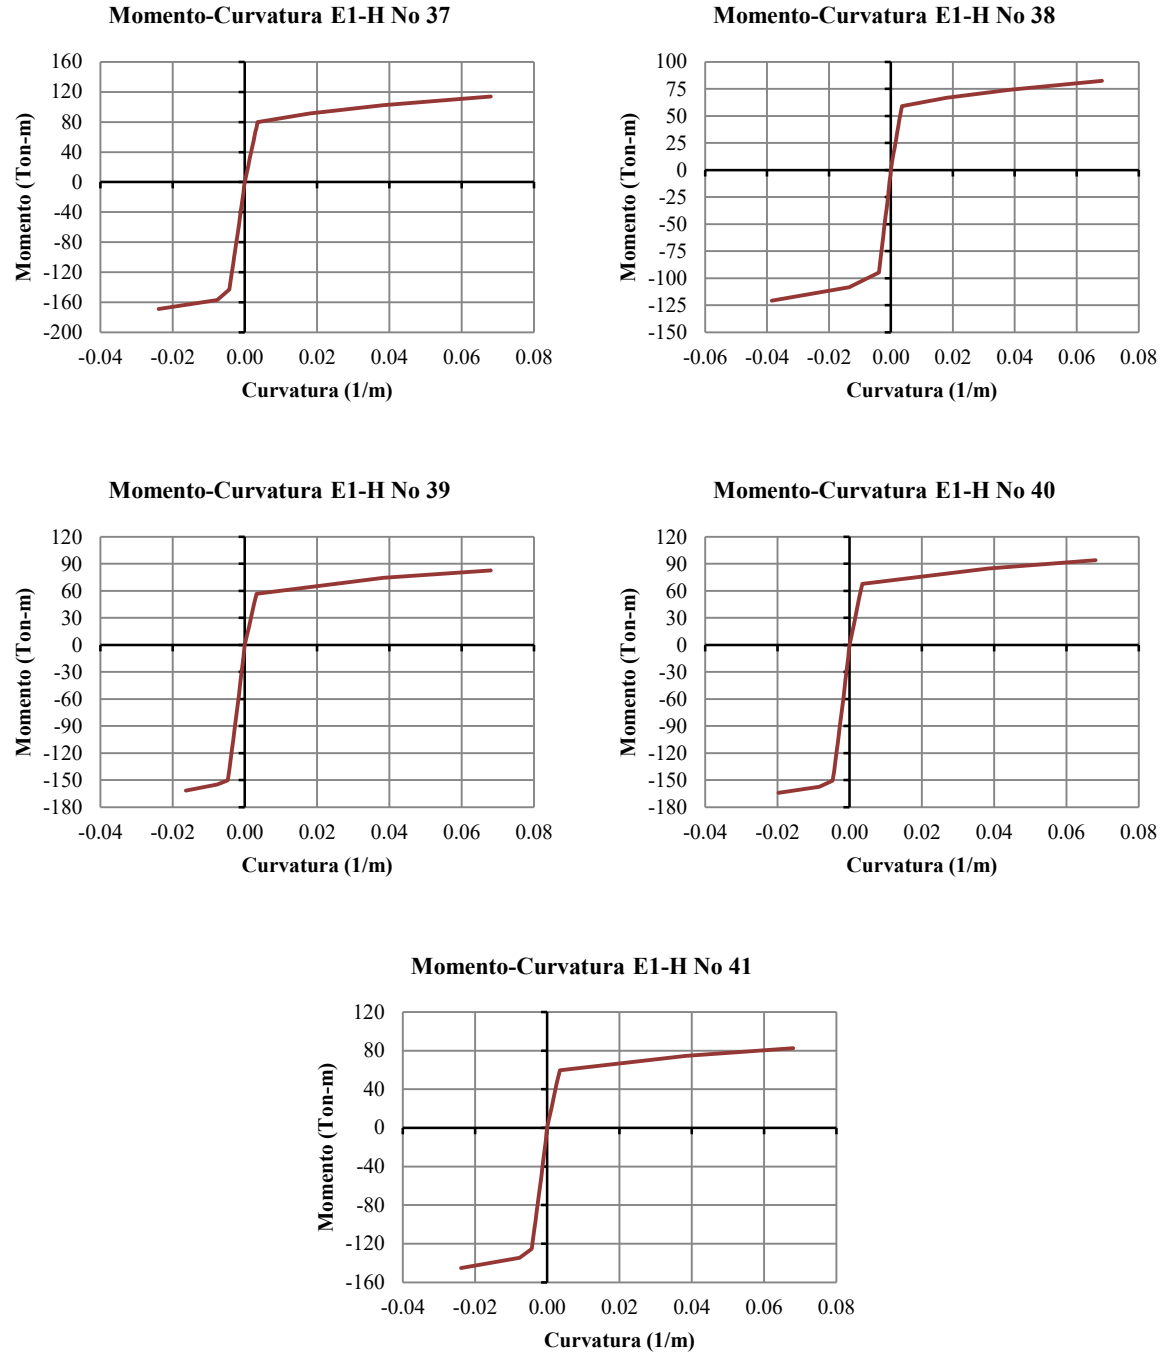 Momento-Curvatura E1-H No 37
Momento (Ton-m)
160
120
80
40
0
-40
-80
-120
-160
-200
-0.04 -0.02 0.00 0.02 0.04 0.06 0.08
Curvatura (1/m)
Momento-Curvatura E1-H No 38
Momento (Ton-m)
100
75
50
25
0
-25
-50
-75
-100
-125
-150
-0.06 -0.04 -0.02 0.00 0.02 0.04 0.06 0.08
Curvatura (1/m)
Momento-Curvatura E1-H No 39
Momento (Ton-m)
120
90
60
30
0
-30
-60
-90
-120
-150
-180
-0.04 -0.02 0.00 0.02 0.04 0.06 0.08
Curvatura (1/m)
Momento-Curvatura E1-H No 40
Momento (Ton-m)
120
90
60
30
0
-30
-60
-90
-120
-150
-180
-0.04 -0.02 0.00 0.02 0.04 0.06 0.08
Curvatura (1/m)
Momento-Curvatura E1-H No 41
Momento (Ton-m)
120
80
40
0
-40
-80
-120
-160
-0.04 -0.02 0.00 0.02 0.04 0.06 0.08
Curvatura (1/m)